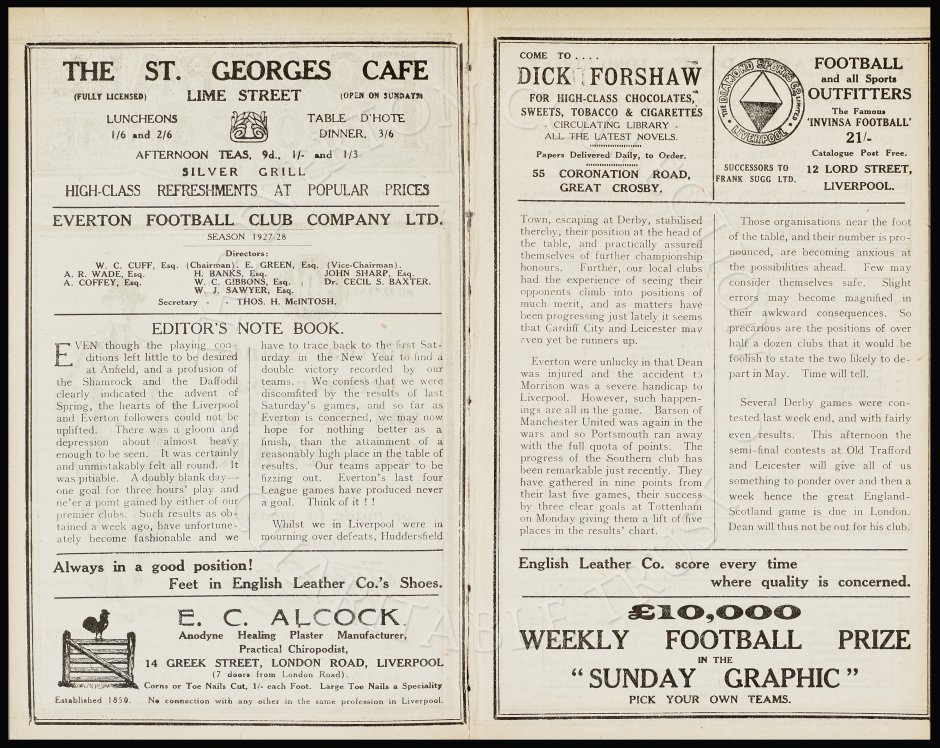 THE ST. GEORGES CAFE
(FULLY LICENSED) LIME STREET (OPEN ON SUNDAYS)
LUNCHEONS
1/6 and 2/6
TABLE D'HOTE
DINNER, 3/6
AFTERNOON TEAS, 9d., 1/- and 1/3
SILVER GRILL
HIGH-CLASS REFRESHMENTS AT POPULAR PRICES
EVERTON FOOTBALL CLUB COMPANY LTD.
SEASON 1927-28
Directors:
W. C. CUFF, Esq. (Chairman). E. GREEN, Esq. (Vice-Chairman).
A. R. WADE, Esq. H. BANKS, Esq. JOHN SHARP, Esq.
A. COFFEY, Esq. W. C. GIBBONS, Esq. Dr. CECIL S. BAXTER.
W. J. SAWYER, Esq.
Secretary - - THOS. H. McINTOSH.
EDITOR'S NOTE BOOK.
EVEN though the playing con-
ditions left little to be desired
at Anfield, and a profusion of
the Shamrock and the Daffodil
clearly indicated the advent of
Spring, the hearts of the Liverpool
and Everton followers could not be
uplifted. There was a gloom and
depression about almost heavy
enough to be seen. It was certainly
and unmistakably felt all round. It
was pitiable. A doubly blank day—
one goal for three hours' play and
ne'er a point gained by either of our
premier clubs. Such results as ob-
tained a week ago, have unfortune-
ately become fashionable and we
have to trace back to the first Sat-
urday in the New Year to find a
double victory recorded by our
teams. We confess that we were
discomfited by the results of last
Saturday's games, and so far as
Everton is concerned, we may now
hope for nothing better as a
finish, than the attainment of a
reasonably high place in the table of
results. Our teams appear to be
fizzing out. Everton's last four
League games have produced never
a goal. Think of it ! !
Whilst we in Liverpool were in
mourning over defeats, Huddersfield
Always in a good position!
Feet in English Leather Co.'s Shoes.
E. C. ALCOCK
Anodyne Healing Plaster Manufacturer,
Practical Chiropodist,
14 GREEK STREET, LONDON ROAD, LIVERPOOL
(7 doors from London Road).
Corns or Toe Nails Cut, 1/- each Foot. Large Toe Nails a Speciality
Established 1850. No connection with any other in the same profession in Liverpool.
COME TO . . . .
DICK FORSHAW
FOR HIGH-CLASS CHOCOLATES,
SWEETS, TOBACCO & CIGARETTES
- CIRCULATING LIBRARY -
ALL THE LATEST NOVELS.
Papers Delivered Daily, to Order.
55 CORONATION ROAD,
GREAT CROSBY.
THE DIAMOND SPORTS CO. LIMITED
LIVERPOOL
SUCCESSORS TO
FRANK SUGG LTD.
FOOTBALL
and all Sports
OUTFITTERS
The Famous
'INVINSA FOOTBALL'
21/-
Catalogue Post Free.
12 LORD STREET,
LIVERPOOL.
Town, escaping at Derby, stabilised
thereby, their position at the head of
the table, and practically assured
themselves of further championship
honours. Further, our local clubs
had the experience of seeing their
opponents climb into positions of
much merit, and as matters have
been progressing just lately it seems
that Cardiff City and Leicester may
even yet be runners up.
Everton were unlucky in that Dean
was injured and the accident to
Morrison was a severe handicap to
Liverpool. However, such happen-
ings are all in the game. Barson of
Manchester United was again in the
wars and so Portsmouth ran away
with the full quota of points. The
progress of the Southern club has
been remarkable just recently. They
have gathered in nine points from
their last five games, their success
by three clear goals at Tottenham
on Monday giving them a lift of five
places in the results' chart.
Those organisations near the foot
of the table, and their number is pro-
nounced, are becoming anxious at
the possibilities ahead. Few may
consider themselves safe. Slight
errors may become magnified in
their awkward consequences. So
precarious are the positions of over
half a dozen clubs that it would be
foolish to state the two likely to de-
part in May. Time will tell.
Several Derby games were con-
tested last week end, and with fairly
even results. This afternoon the
semi-final contests at Old Trafford
and Leicester will give all of us
something to ponder over and then a
week hence the great England-
Scotland game is due in London.
Dean will thus not be out for his club.
English Leather Co. score every time
where quality is concerned.
£10,000
WEEKLY FOOTBALL PRIZE
IN THE
"SUNDAY GRAPHIC"
PICK YOUR OWN TEAMS.